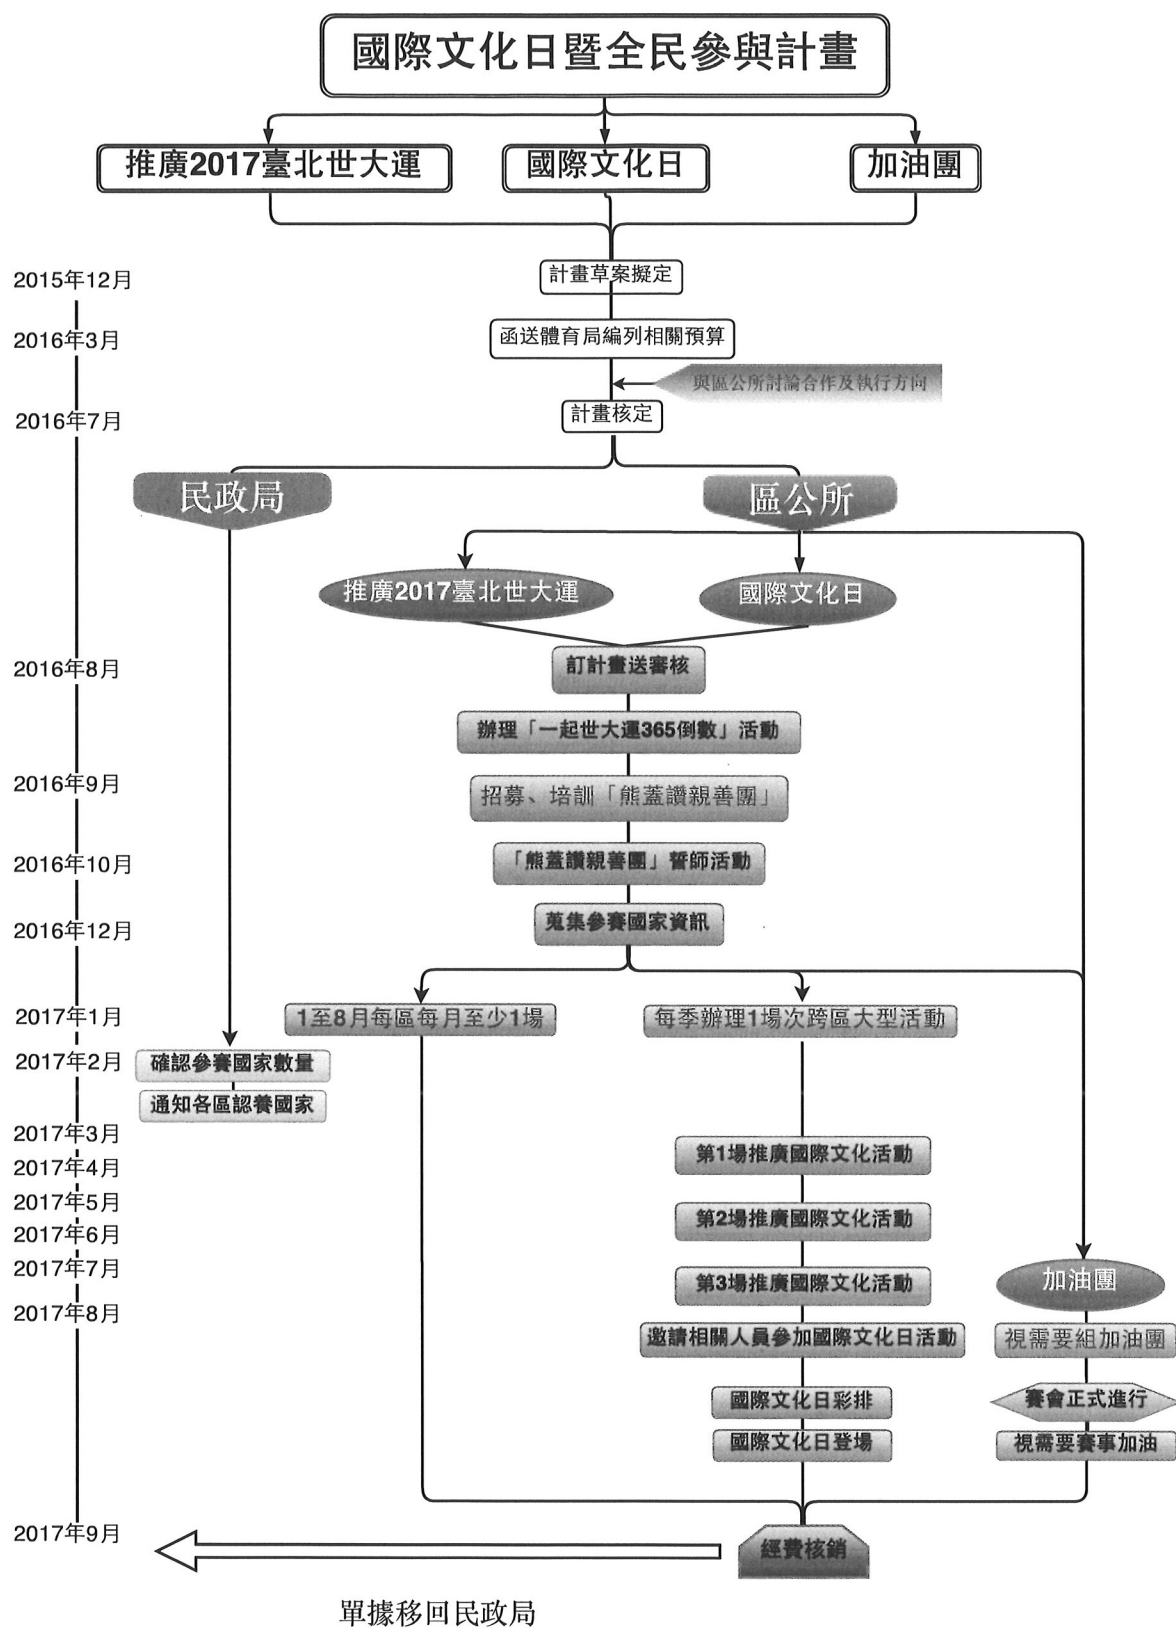 國際文化日暨全民參與計畫
推廣2017臺北世大運
國際文化日
加油團
2015年12月
計畫草案擬定
2016年3月
函送體育局編列相關預算
與區公所討論合作及執行方向
2016年7月
計畫核定
民政局
區公所
推廣2017臺北世大運
國際文化日
2016年8月
訂計畫送審核
辦理「一起世大運365倒數」活動
2016年9月
招募、培訓「熊蓋讚親善團」
2016年10月
「熊蓋讚親善團」誓師活動
2016年12月
蒐集參賽國家資訊
2017年1月
1至8月每區每月至少1場
每季辦理1場次跨區大型活動
2017年2月
確認參賽國家數量
通知各區認養國家
2017年3月
2017年4月
第1場推廣國際文化活動
2017年5月
2017年6月
第2場推廣國際文化活動
2017年7月
第3場推廣國際文化活動
加油團
2017年8月
邀請相關人員參加國際文化日活動
視需要組加油團
國際文化日彩排
賽會正式進行
國際文化日登場
視需要賽事加油
2017年9月
經費核銷
單據移回民政局